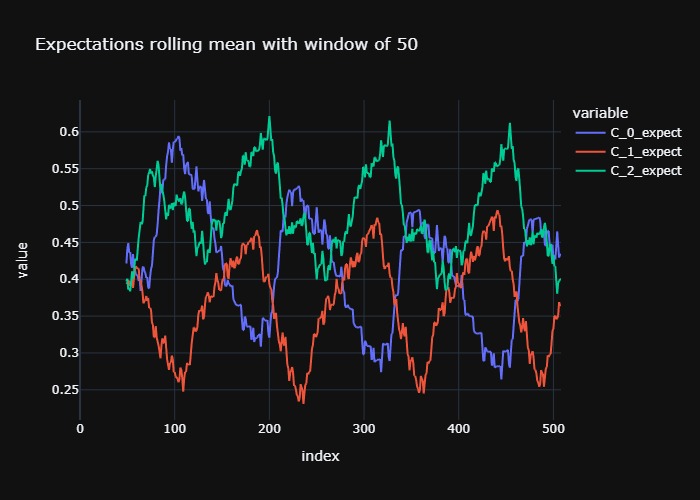 Expectations rolling mean with window of 50
variable
C_0_expect
C_1_expect
C_2_expect
value
0.6
0.55
0.5
0.45
0.4
0.35
0.3
0.25
0
100
200
300
400
500
index